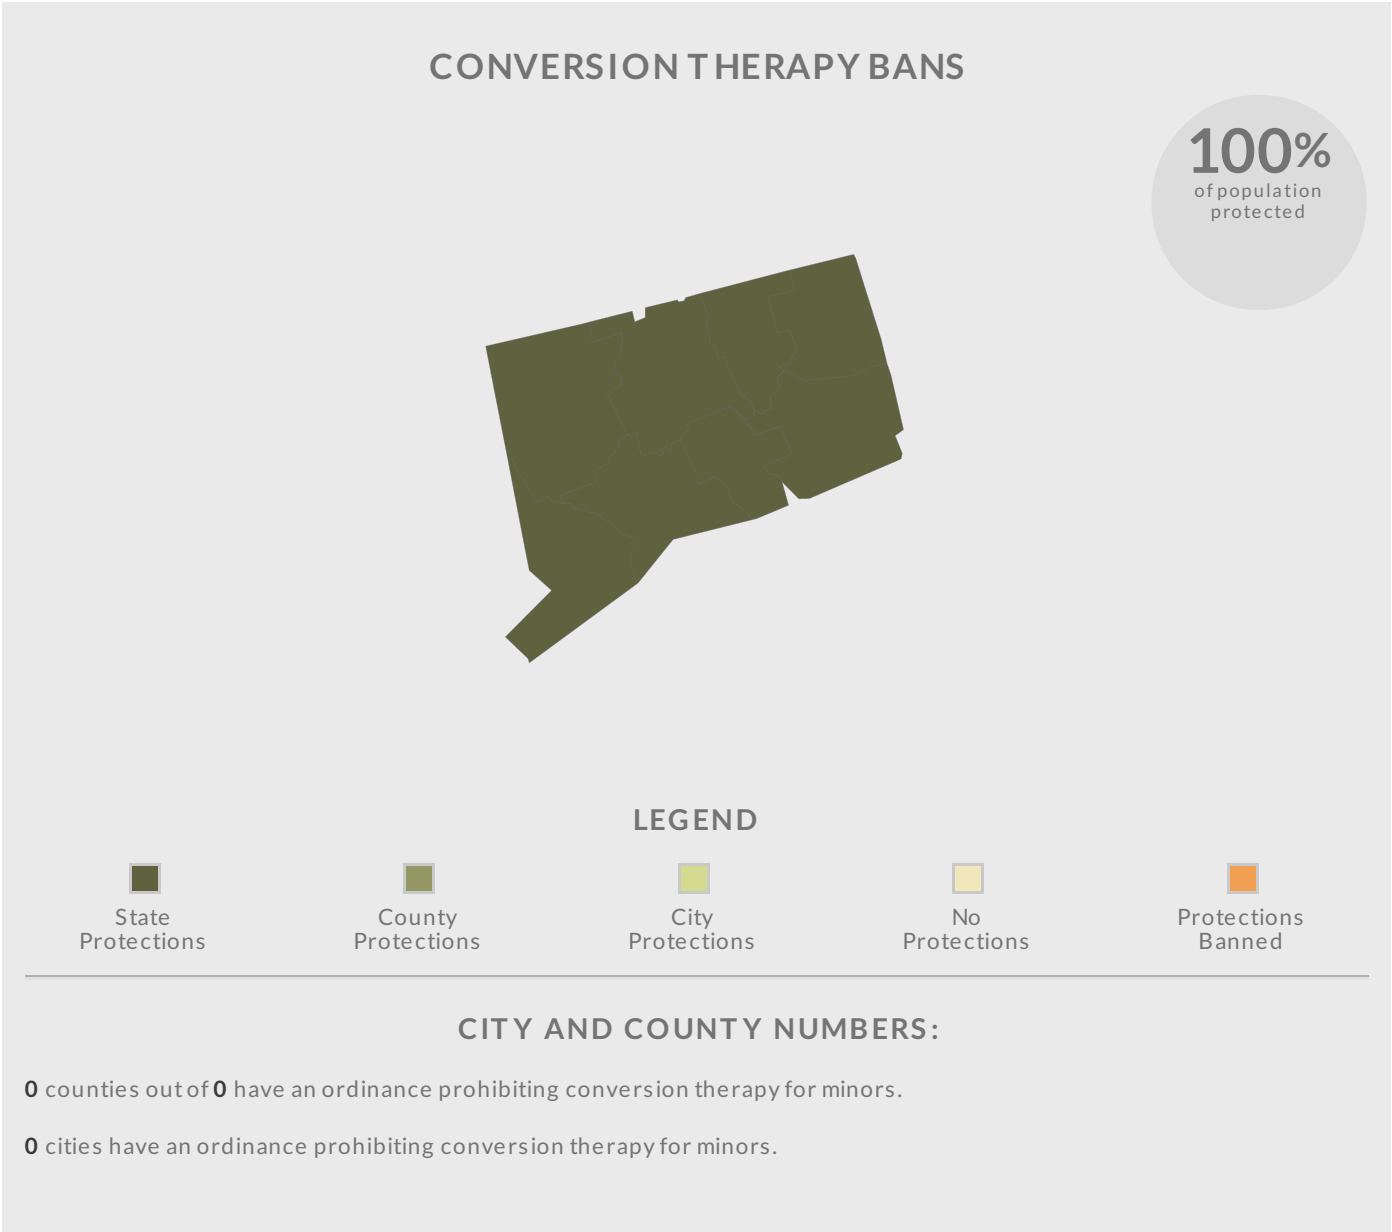 CONVERSION THERAPY BANS
100%
of population
protected
LEGEND
State
Protections
County
Protections
City
Protections
No
Protections
Protections
Banned
CITY AND COUNTY NUMBERS:
0 counties out of 0 have an ordinance prohibiting conversion therapy for minors.
0 cities have an ordinance prohibiting conversion therapy for minors.